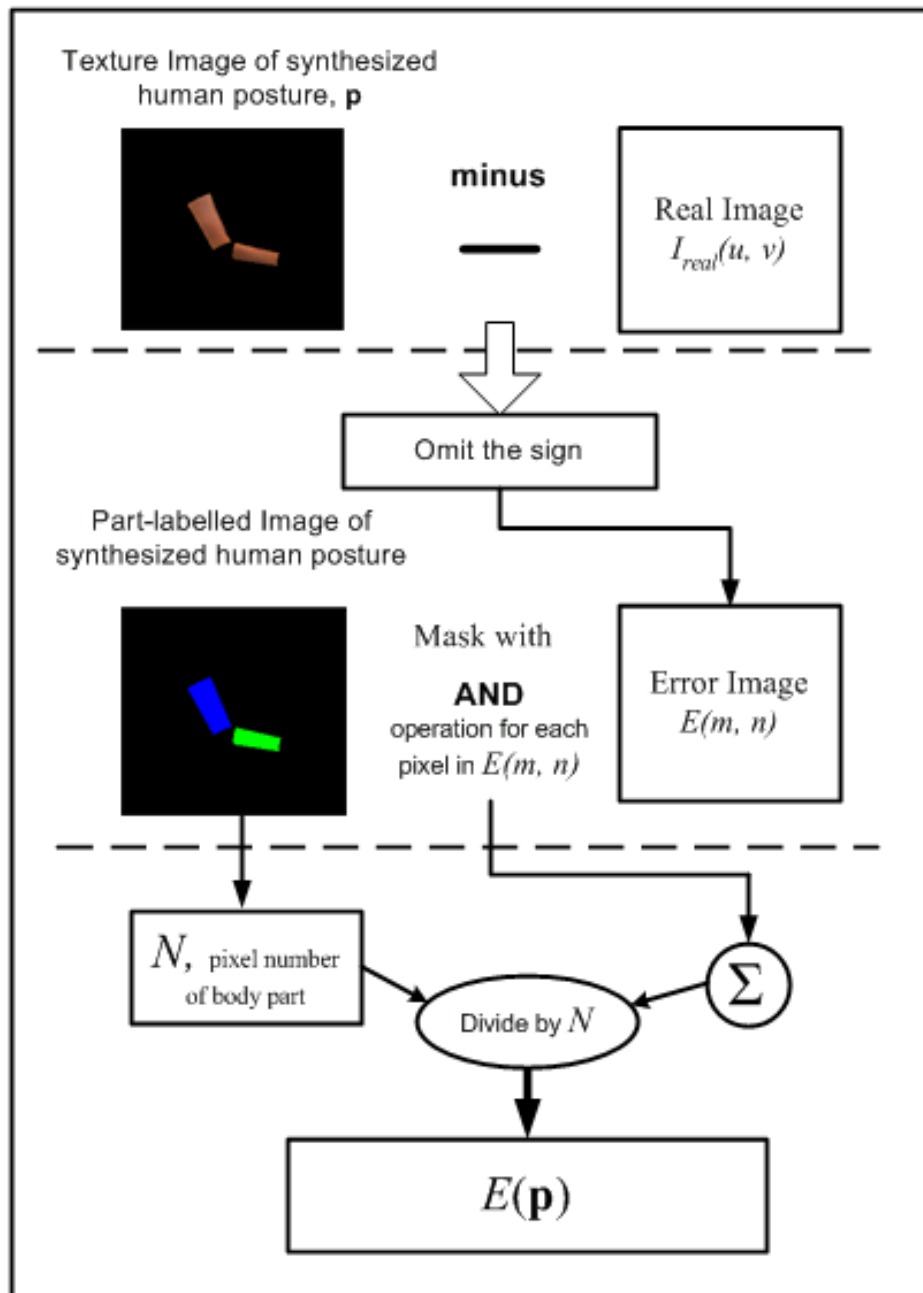 Texture Image of synthesized
human posture, p
minus
Real Image
I_real(u, v)
Omit the sign
Part-labelled Image of
synthesized human posture
Mask with
AND
operation for each
pixel in E(m, n)
Error Image
E(m, n)
N, pixel number
of body part
Divide by N
Σ
E(p)